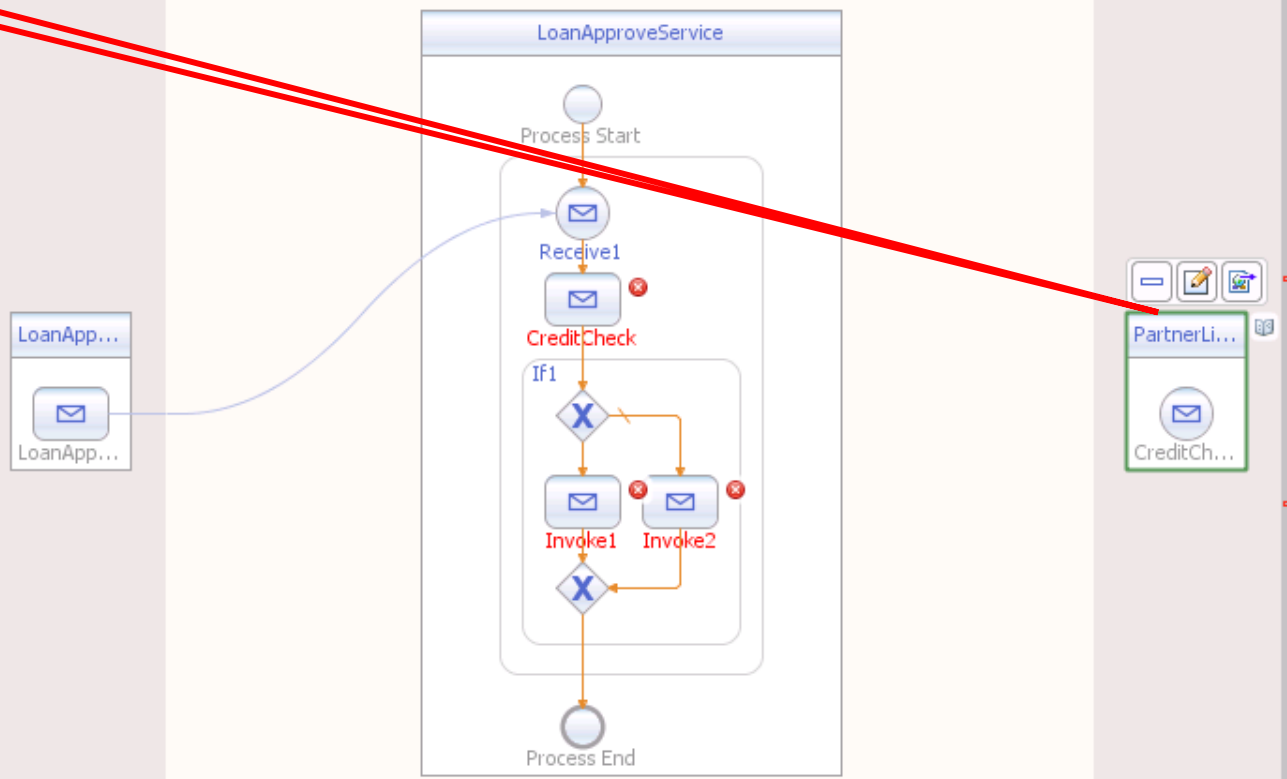 LoanApproveService
Process Start
Receive1
CreditCheck
If1
X
Invoke1
Invoke2
X
Process End
LoanApp...
LoanApp...
PartnerLi...
CreditCh...